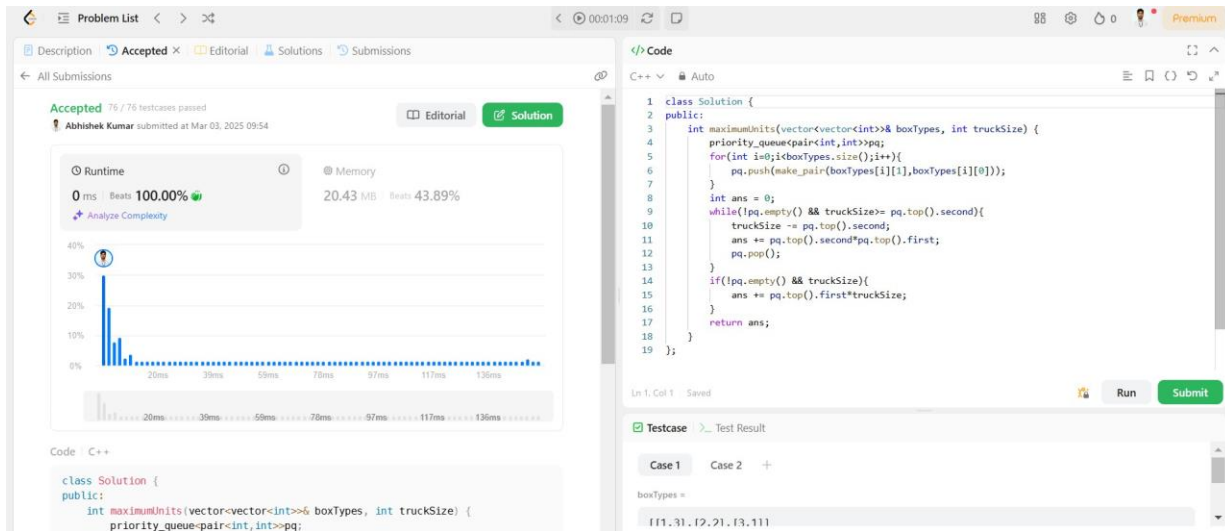 Problem List
00:01:09
0
Premium
Description
Accepted
Editorial
Solutions
Submissions
All Submissions
Accepted 76 / 76 testcases passed
Abhishek Kumar submitted at Mar 03, 2025 09:54
Editorial
Solution
Runtime
0 ms Beats 100.00%
Analyze Complexity
Memory
20.43 MB Beats 43.89%
40%
30%
20%
10%
0%
20ms 39ms 59ms 78ms 97ms 117ms 136ms
20ms 39ms 59ms 78ms 97ms 117ms 136ms
Code C++
class Solution {
public:
int maximumUnits(vector<vector<int>>& boxTypes, int truckSize) {
priority_queue<pair<int,int>>pq;
</> Code
C++ Auto
1 class Solution {
2 public:
3 int maximumUnits(vector<vector<int>>& boxTypes, int truckSize) {
4 priority_queue<pair<int,int>>pq;
5 for(int i=0;i<boxTypes.size();i++){
6 pq.push(make_pair(boxTypes[i][1],boxTypes[i][0]));
7 }
8 int ans = 0;
9 while(!pq.empty() && truckSize>= pq.top().second){
10 truckSize -= pq.top().second;
11 ans += pq.top().second*pq.top().first;
12 pq.pop();
13 }
14 if(!pq.empty() && truckSize){
15 ans += pq.top().first*truckSize;
16 }
17 return ans;
18 }
19 };
Ln 1, Col 1 Saved
Run
Submit
Testcase
>_ Test Result
Case 1
Case 2
+
boxTypes =
[[1,3],[2,2],[3,1]]